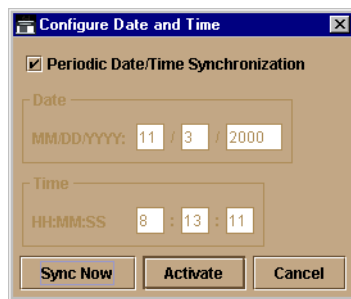 Configure Date and Time
Periodic Date/Time Synchronization
Date
MM/DD/YYYY: 11 / 3 / 2000
Time
HH:MM:SS 8 : 13 : 11
Sync Now Activate Cancel